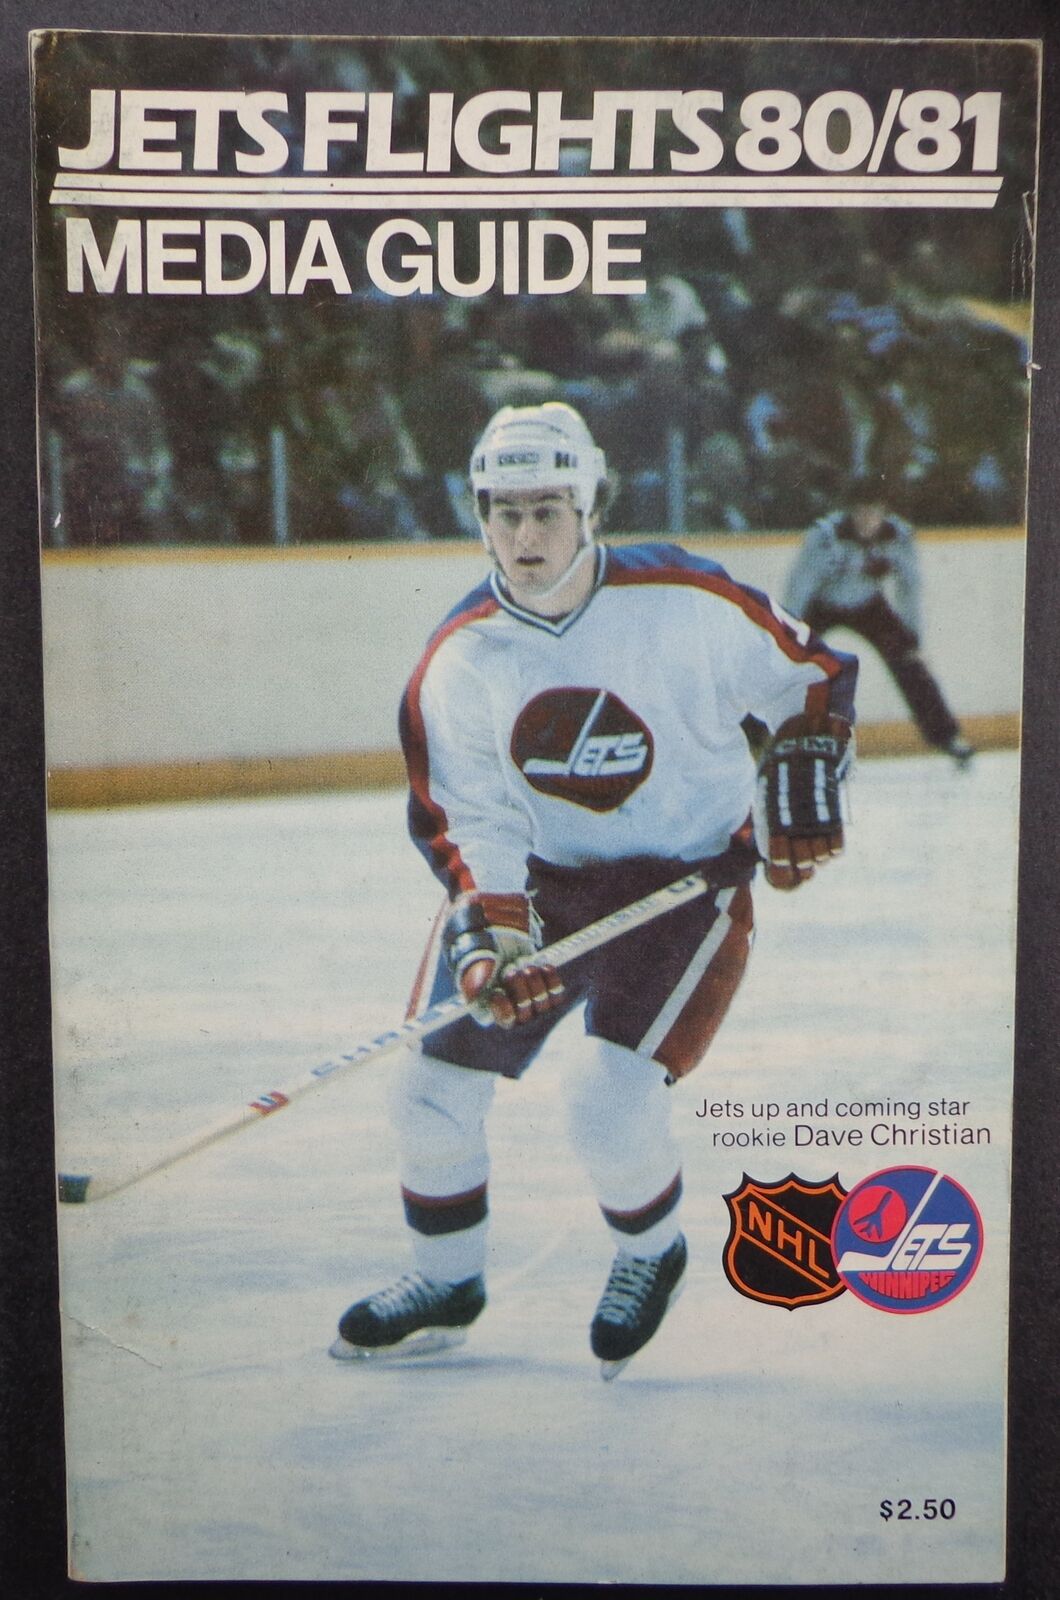 JETS FLIGHTS 80/81
MEDIA GUIDE
CCM
JETS
CCM
CHRISTIAN
Jets up and coming star
rookie Dave Christian
NHL
JETS
WINNIPEG
$2.50